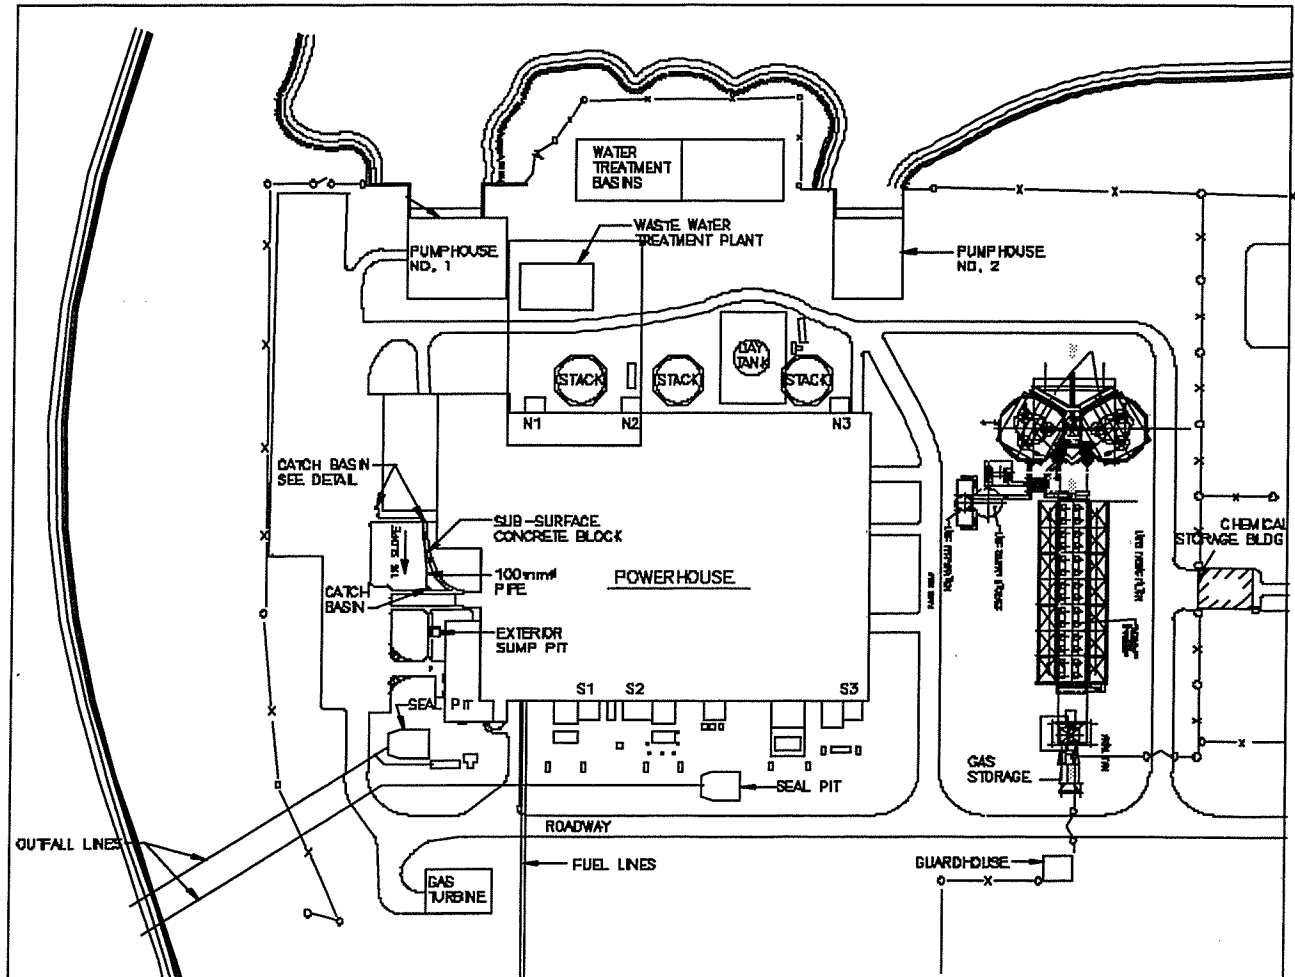 WATER
TREATMENT
BASINS
WASTE WATER
TREATMENT PLANT
PUMPHOUSE
NO. 1
PUMPHOUSE
NO. 2
STACK
STACK
DAY
TANK
STACK
N1
N2
N3
CATCH BASIN
SEE DETAIL
SUB-SURFACE
CONCRETE BLOCK
1%1 SLOPE
100mmø
PIPE
CATCH
BASIN
POWERHOUSE
CHEMICAL
STORAGE BLDG
EXTERIOR
SUMP PIT
S1
S2
S3
SEAL PIT
GAS
STORAGE
SEAL PIT
ROADWAY
OUTFALL LINES
FUEL LINES
GUARDHOUSE
GAS
TURBINE